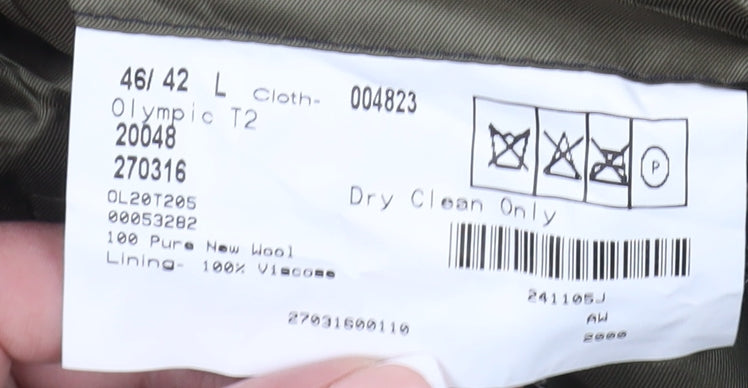 46/ 42 L Cloth- 004823
Olympic T2
20048
270316
OL20T205
00053282
100 Pure New Wool
Lining- 100% Viscose
Dry Clean Only
P
241105J
AW
2000
27031600110